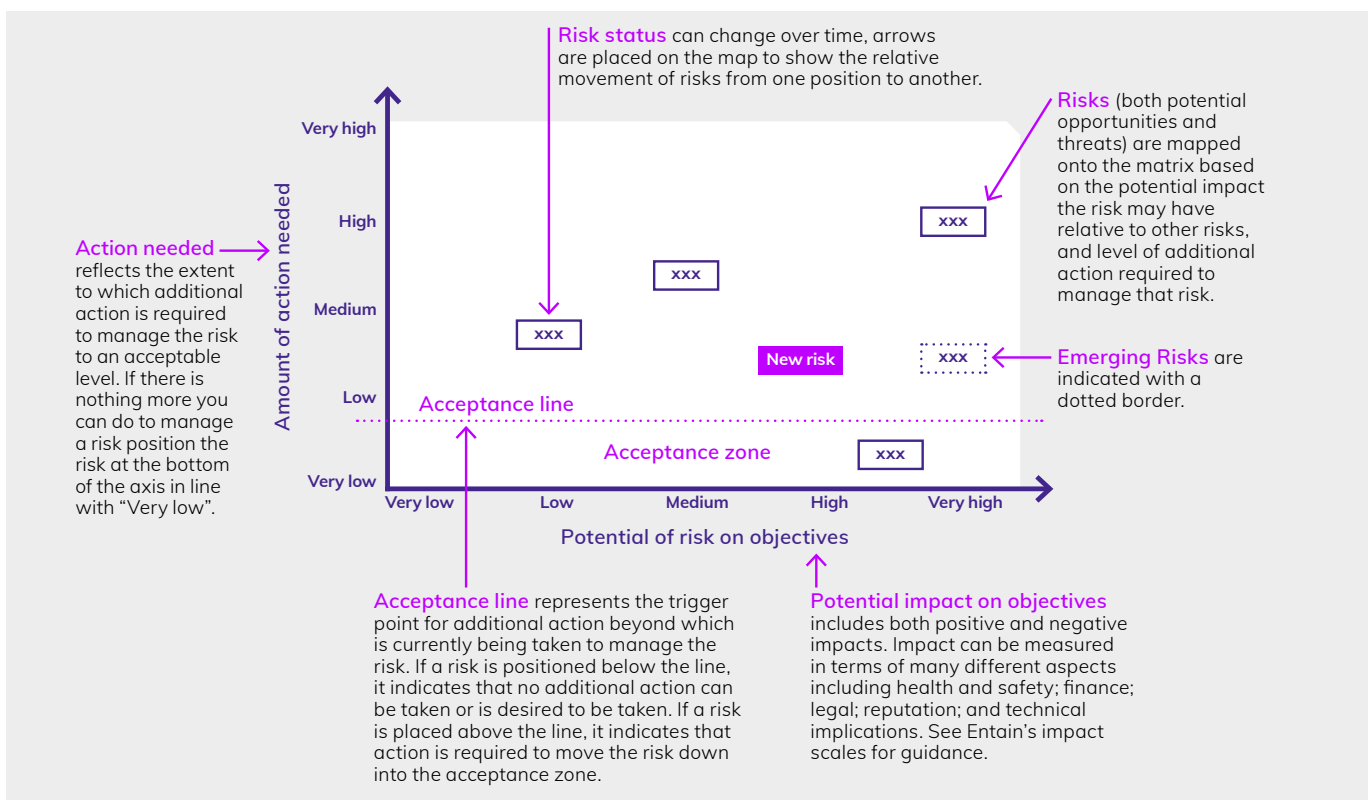 Risk status can change over time, arrows
are placed on the map to show the relative
movement of risks from one position to another.
Risks (both potential
opportunities and
threats) are mapped
onto the matrix based
on the potential impact
the risk may have
relative to other risks,
and level of additional
action required to
manage that risk.
Action needed
reflects the extent
to which additional
action is required
to manage the risk
to an acceptable
level. If there is
nothing more you
can do to manage
a risk position the
risk at the bottom
of the axis in line
with “Very low”.
Amount of action needed
Very high
High
Medium
Low
Very low
xxx
xxx
xxx
New risk
xxx
Emerging Risks are
indicated with a
dotted border.
Acceptance line
Acceptance zone
xxx
Very low
Low
Medium
High
Very high
Potential of risk on objectives
Acceptance line represents the trigger
point for additional action beyond which
is currently being taken to manage the
risk. If a risk is positioned below the line,
it indicates that no additional action can
be taken or is desired to be taken. If a risk
is placed above the line, it indicates that
action is required to move the risk down
into the acceptance zone.
Potential impact on objectives
includes both positive and negative
impacts. Impact can be measured
in terms of many different aspects
including health and safety; finance;
legal; reputation; and technical
implications. See Entain’s impact
scales for guidance.